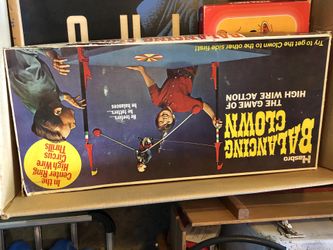 Try to get the Clown to the other side first!
Hasbro
BALANCING
CLOWN
THE GAME OF
HIGH WIRE ACTION
He teeters...
he totters...
he balances
In the
Center Ring
Circus
High Wire
Thrills